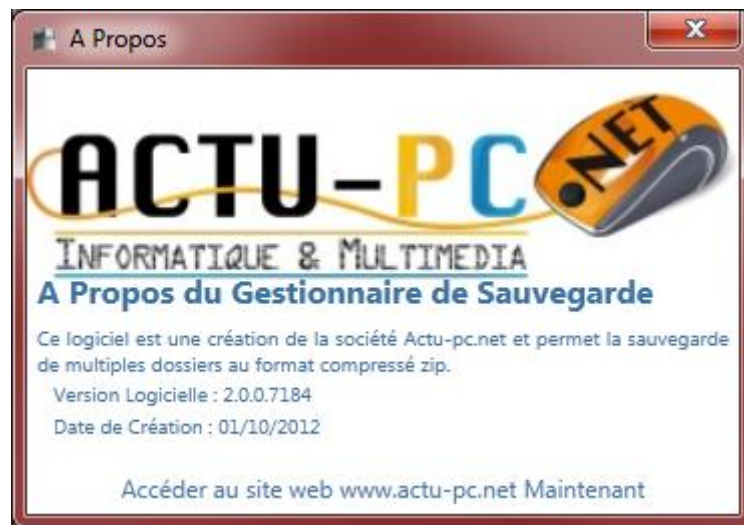 A Propos
ACTU-PC
.NET
INFORMATIQUE & MULTIMEDIA
A Propos du Gestionnaire de Sauvegarde
Ce logiciel est une création de la société Actu-pc.net et permet la sauvegarde
de multiples dossiers au format compressé zip.
Version Logicielle : 2.0.0.7184
Date de Création : 01/10/2012
Accéder au site web www.actu-pc.net Maintenant